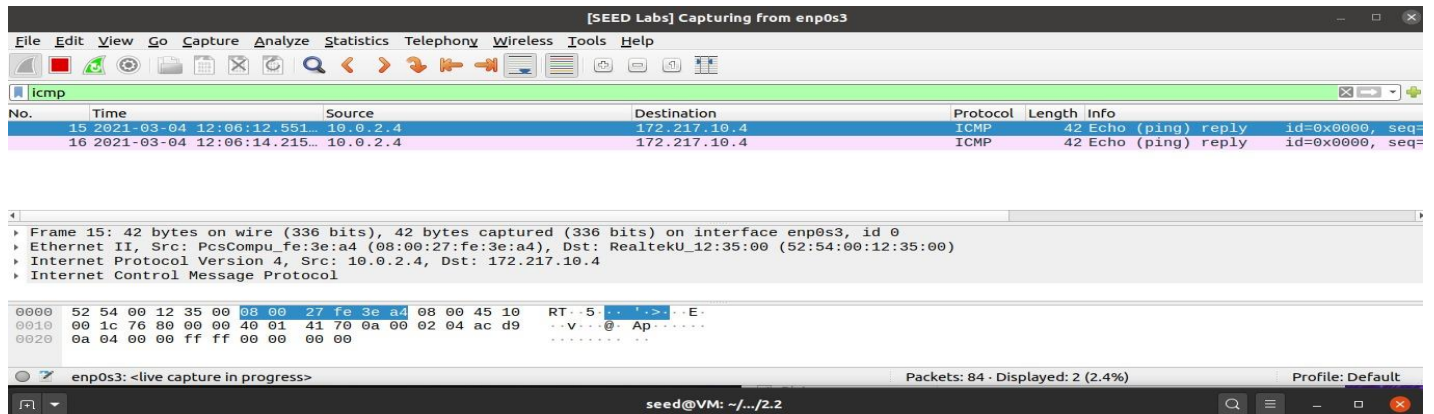 [SEED Labs] Capturing from enp0s3
File Edit View Go Capture Analyze Statistics Telephony Wireless Tools Help
icmp
No. Time Source Destination Protocol Length Info
15 2021-03-04 12:06:12.551… 10.0.2.4 172.217.10.4 ICMP 42 Echo (ping) reply id=0x0000, seq=
16 2021-03-04 12:06:14.215… 10.0.2.4 172.217.10.4 ICMP 42 Echo (ping) reply id=0x0000, seq=
Frame 15: 42 bytes on wire (336 bits), 42 bytes captured (336 bits) on interface enp0s3, id 0
Ethernet II, Src: PcsCompu_fe:3e:a4 (08:00:27:fe:3e:a4), Dst: RealtekU_12:35:00 (52:54:00:12:35:00)
Internet Protocol Version 4, Src: 10.0.2.4, Dst: 172.217.10.4
Internet Control Message Protocol
0000 52 54 00 12 35 00 08 00 27 fe 3e a4 08 00 45 10 RT··5··· '·>···E·
0010 00 1c 76 80 00 00 40 01 41 70 0a 00 02 04 ac d9 ··v···@· Ap······
0020 0a 04 00 00 ff ff 00 00 00 00 ········ ··
enp0s3: <live capture in progress> Packets: 84 · Displayed: 2 (2.4%) Profile: Default
seed@VM: ~/.../2.2